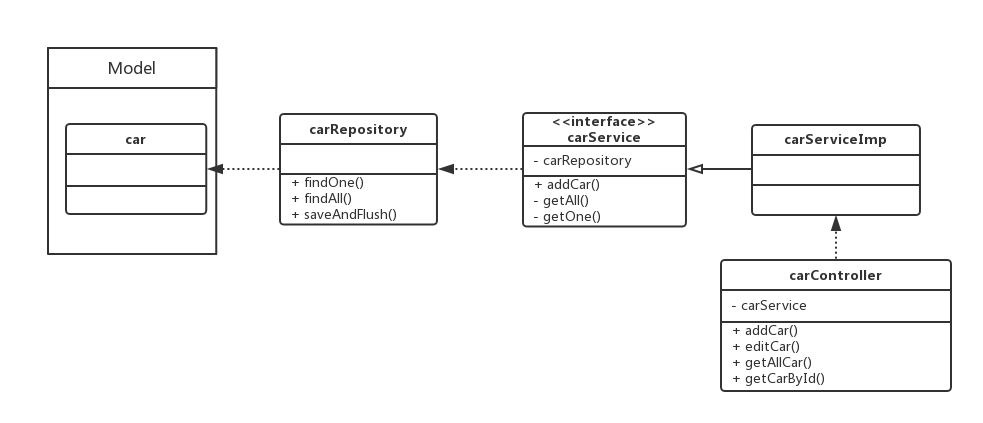 Model
car
carRepository
+ findOne()
+ findAll()
+ saveAndFlush()
<<interface>>
carService
- carRepository
+ addCar()
- getAll()
- getOne()
carServiceImp
carController
- carService
+ addCar()
+ editCar()
+ getAllCar()
+ getCarById()